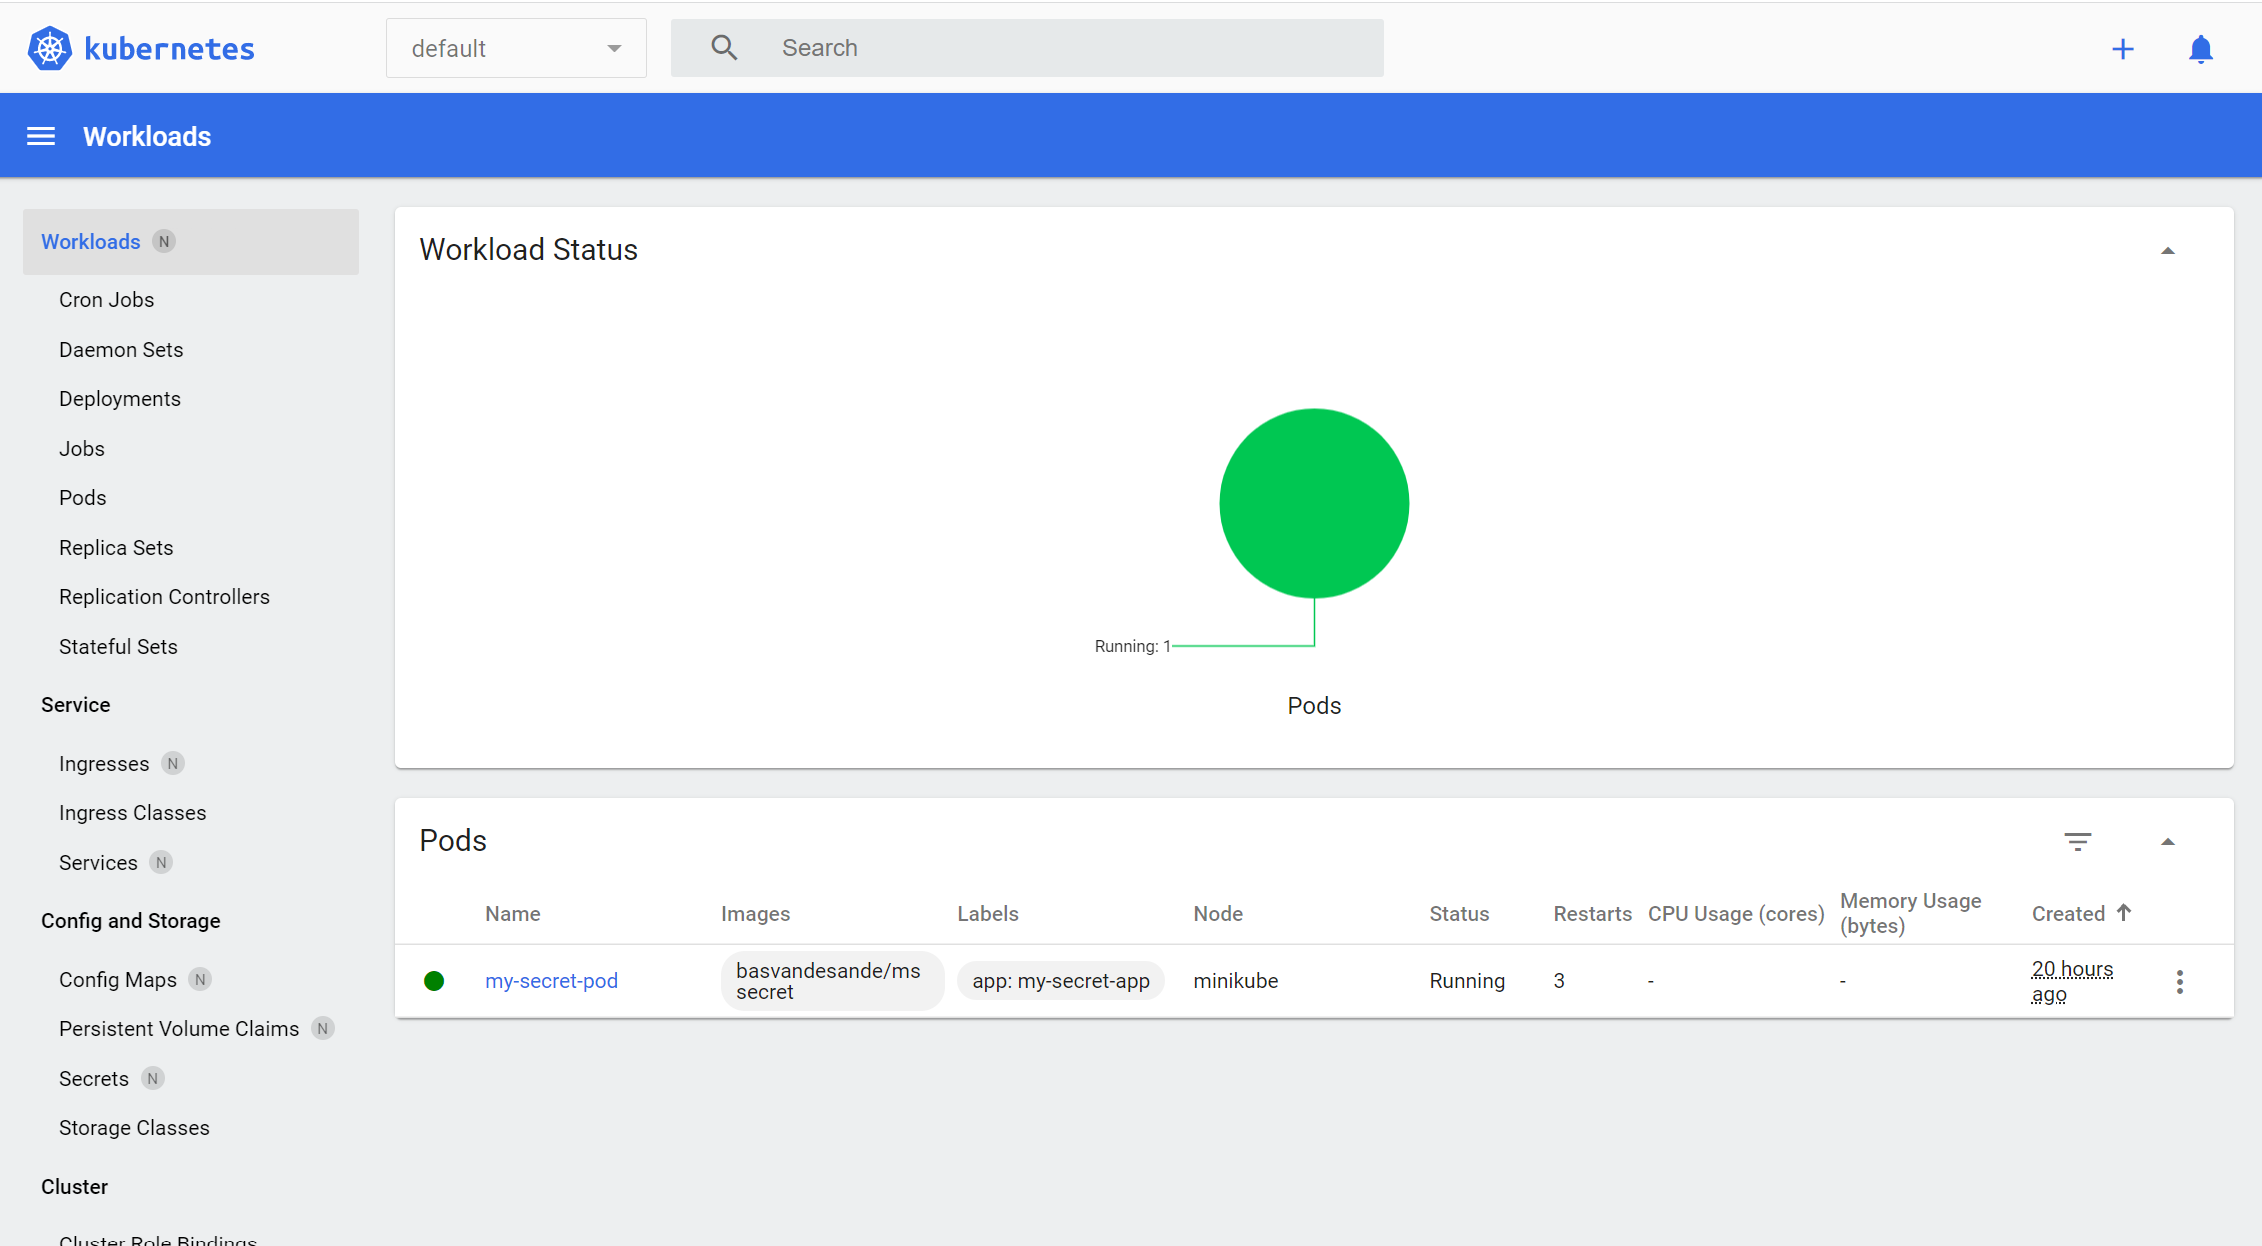 kubernetes
default
Search
Workloads
Workloads N
Cron Jobs
Daemon Sets
Deployments
Jobs
Pods
Replica Sets
Replication Controllers
Stateful Sets
Service
Ingresses N
Ingress Classes
Services N
Config and Storage
Config Maps N
Persistent Volume Claims N
Secrets N
Storage Classes
Cluster
Cluster Role Bindings
Workload Status
Running: 1
Pods
Pods
Name Images Labels Node Status Restarts CPU Usage (cores) Memory Usage
(bytes) Created
my-secret-pod basvandesande/ms
secret app: my-secret-app minikube Running 3 - - 20 hours
ago